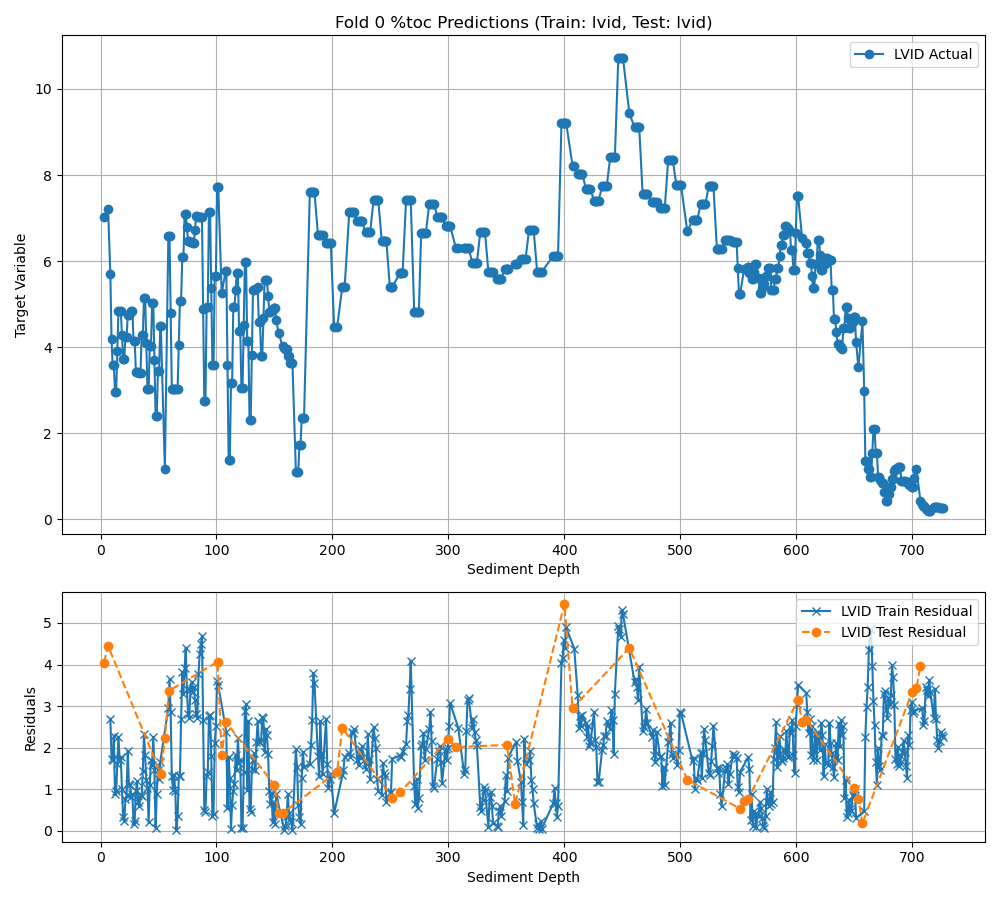 Fold 0 %toc Predictions (Train: lvid, Test: lvid)
LVID Actual
Target Variable
10
8
6
4
2
0
0 100 200 300 400 500 600 700
Sediment Depth
LVID Train Residual
LVID Test Residual
Residuals
5
4
3
2
1
0
0 100 200 300 400 500 600 700
Sediment Depth